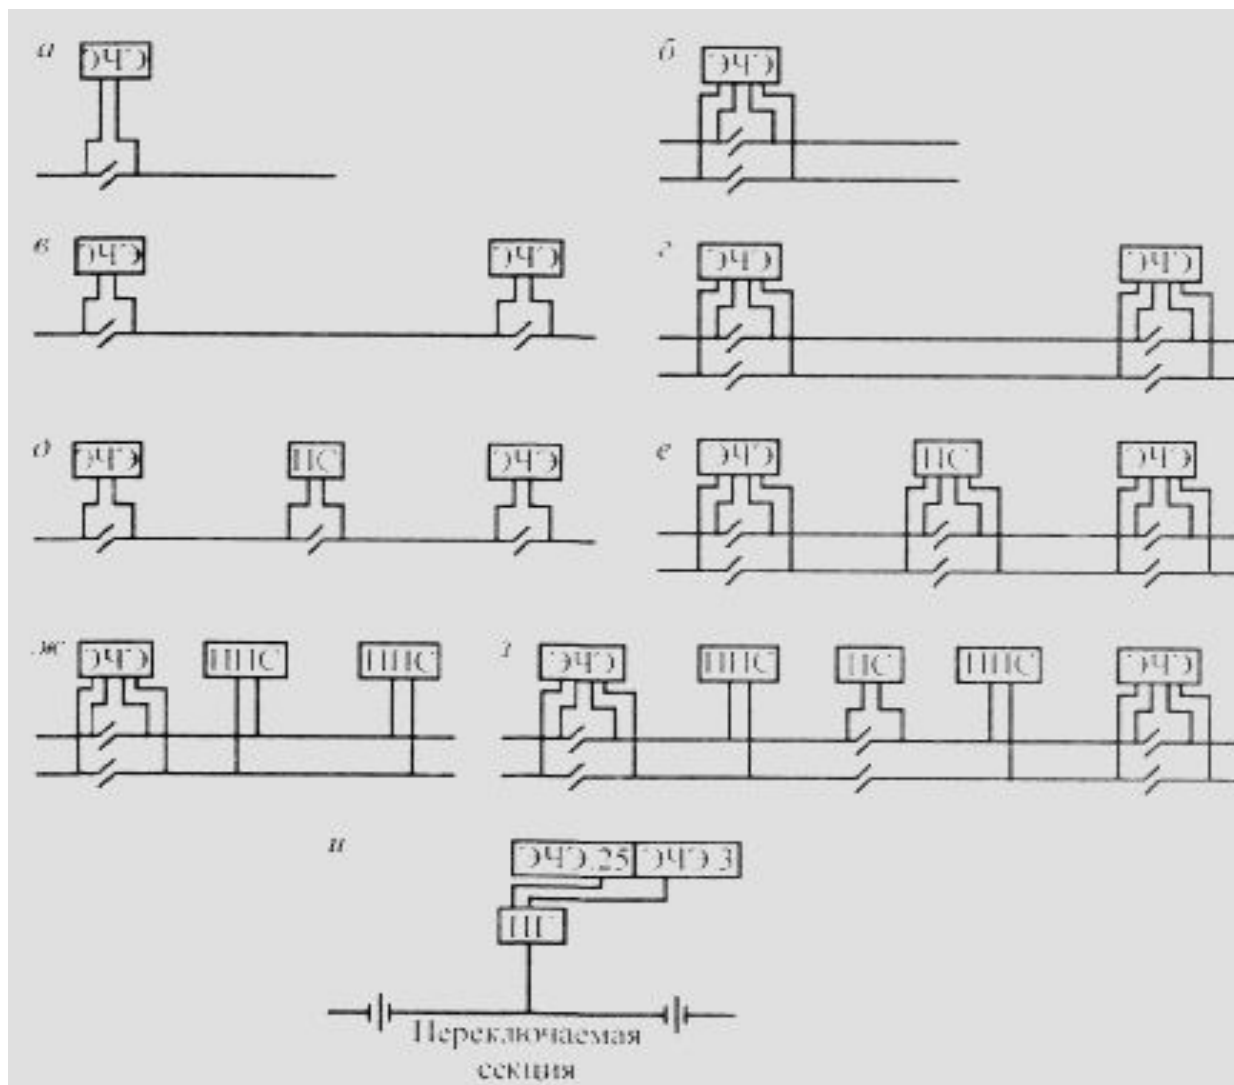 а
ЭЧЭ
б
ЭЧЭ
в
ЭЧЭ
ЭЧЭ
г
ЭЧЭ
ЭЧЭ
д
ЭЧЭ
ПС
ЭЧЭ
е
ЭЧЭ
ПС
ЭЧЭ
ж
ЭЧЭ
ППС
ППС
з
ЭЧЭ
ППС
ПС
ППС
ЭЧЭ
и
ЭЧЭ.25
ЭЧЭ.3
ПГ
Переключаемая
секция